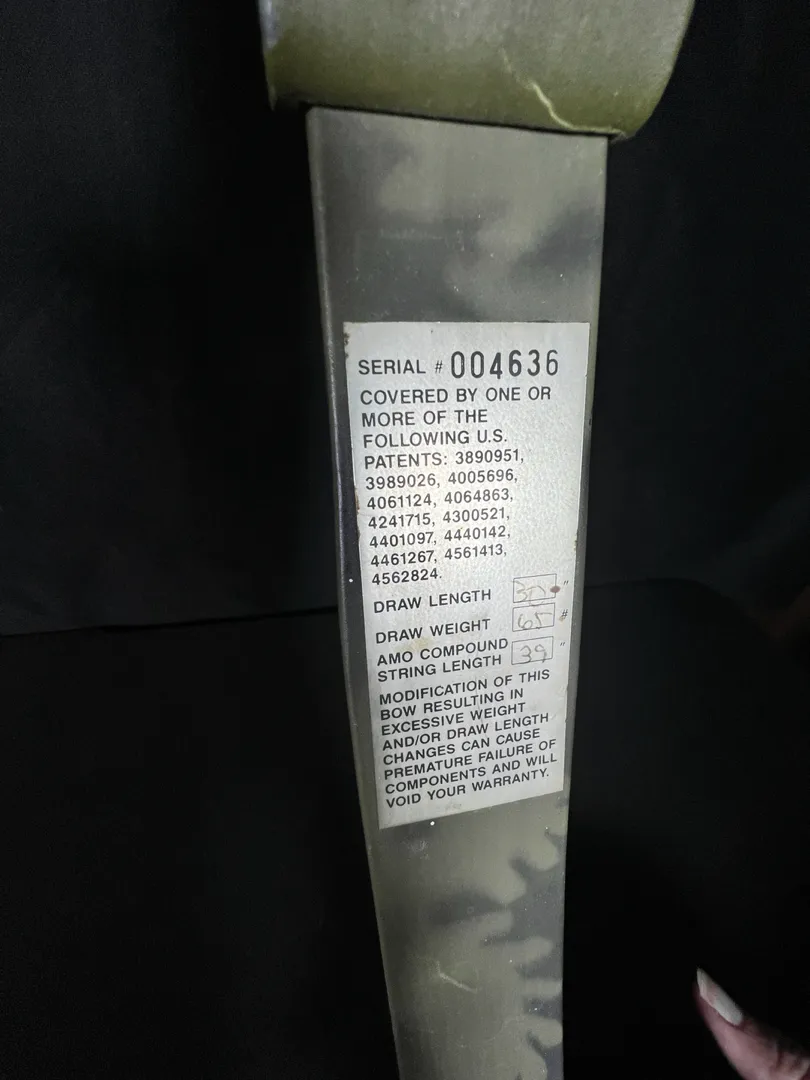 SERIAL # 004636
COVERED BY ONE OR
MORE OF THE
FOLLOWING U.S.
PATENTS: 3890951,
3989026, 4005696,
4061124, 4064863,
4241715, 4300521,
4401097, 4440142,
4461267, 4561413,
4562824.
DRAW LENGTH 30 "
DRAW WEIGHT 65 #
AMO COMPOUND
STRING LENGTH 39 "
MODIFICATION OF THIS
BOW RESULTING IN
EXCESSIVE WEIGHT
AND/OR DRAW LENGTH
CHANGES CAN CAUSE
PREMATURE FAILURE OF
COMPONENTS AND WILL
VOID YOUR WARRANTY.